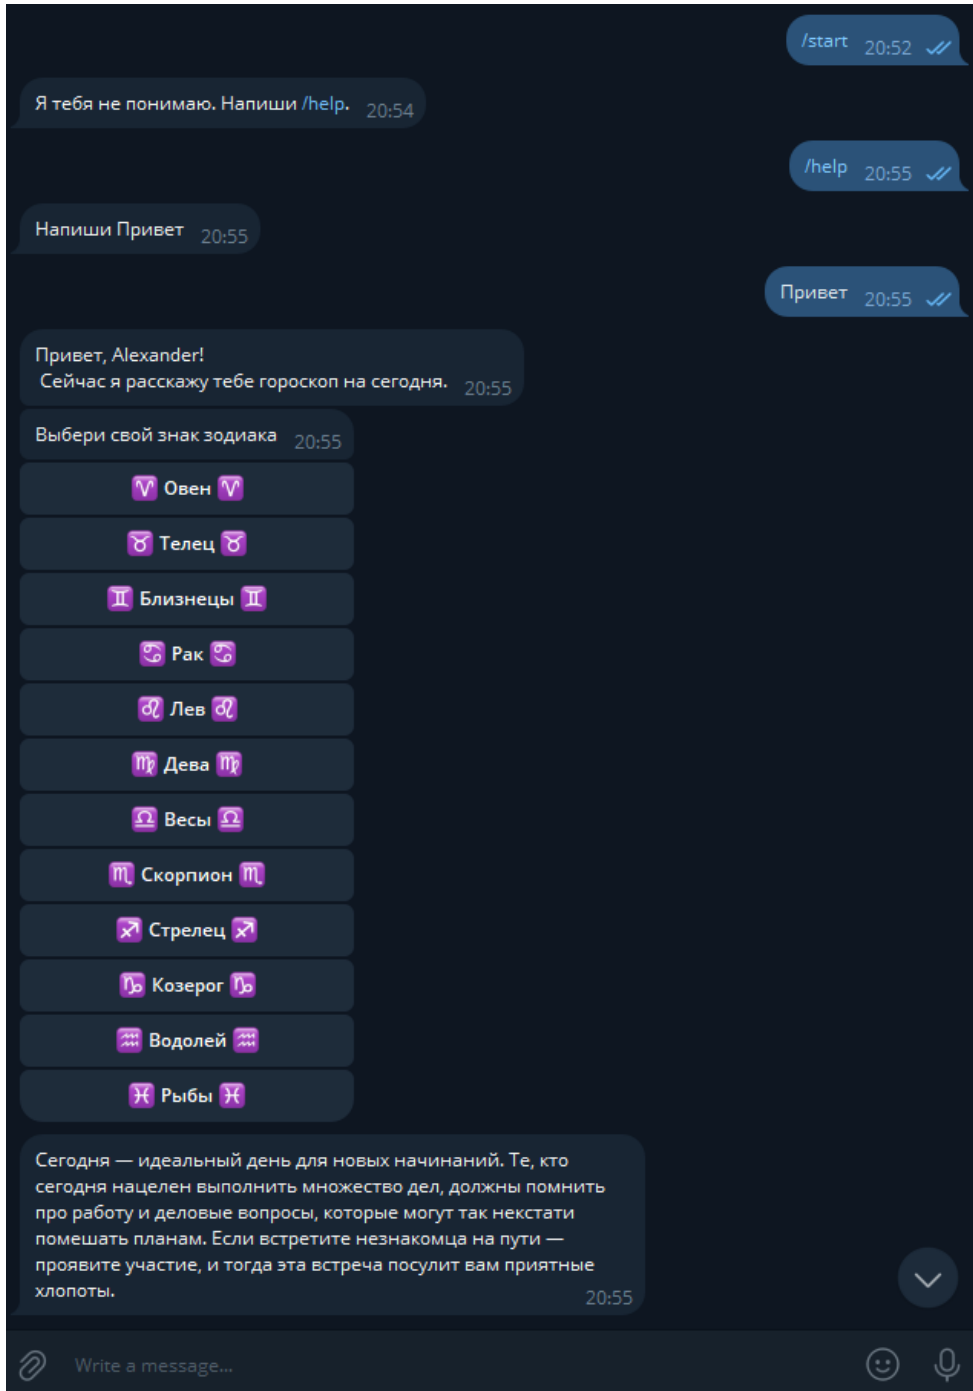 /start 20:52
Я тебя не понимаю. Напиши /help. 20:54
/help 20:55
Напиши Привет 20:55
Привет 20:55
Привет, Alexander!
Сейчас я расскажу тебе гороскоп на сегодня. 20:55
Выбери свой знак зодиака 20:55
♈ Овен ♈
♉ Телец ♉
♊ Близнецы ♊
♋ Рак ♋
♌ Лев ♌
♍ Дева ♍
♎ Весы ♎
♏ Скорпион ♏
♐ Стрелец ♐
♑ Козерог ♑
♒ Водолей ♒
♓ Рыбы ♓
Сегодня — идеальный день для новых начинаний. Те, кто
сегодня нацелен выполнить множество дел, должны помнить
про работу и деловые вопросы, которые могут так некстати
помешать планам. Если встретите незнакомца на пути —
проявите участие, и тогда эта встреча посулит вам приятные
хлопоты. 20:55
Write a message...